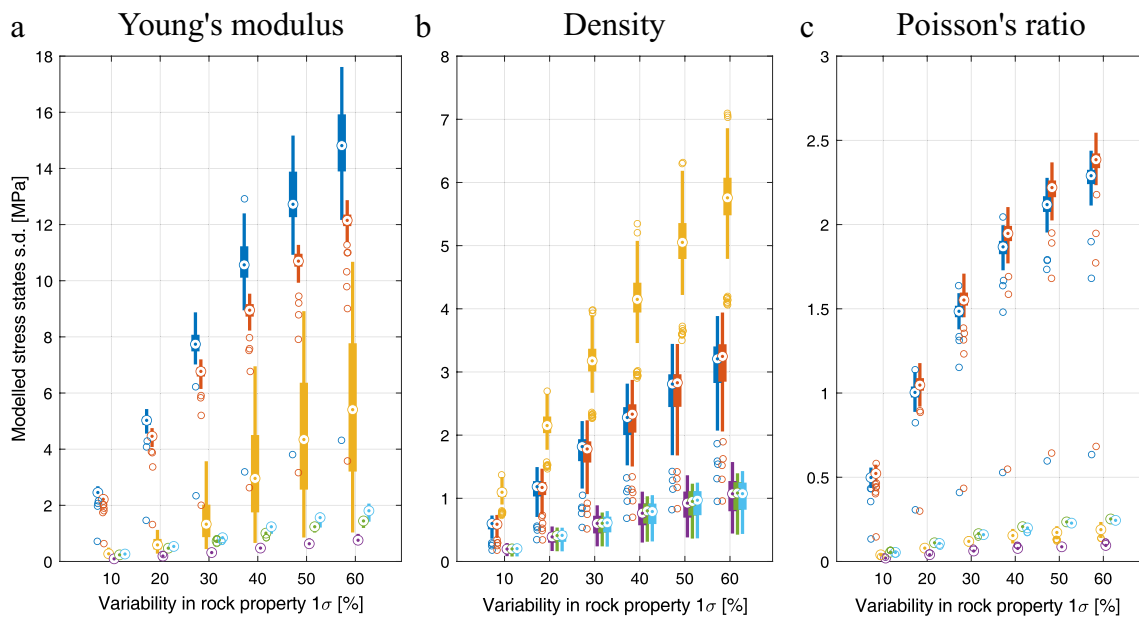 a Young's modulus
b Density
c Poisson's ratio
Modelled stress states s.d. [MPa]
18
16
14
12
10
8
6
4
2
0
10 20 30 40 50 60
Variability in rock property 1σ [%]
8
7
6
5
4
3
2
1
0
10 20 30 40 50 60
Variability in rock property 1σ [%]
3
2.5
2
1.5
1
0.5
0
10 20 30 40 50 60
Variability in rock property 1σ [%]